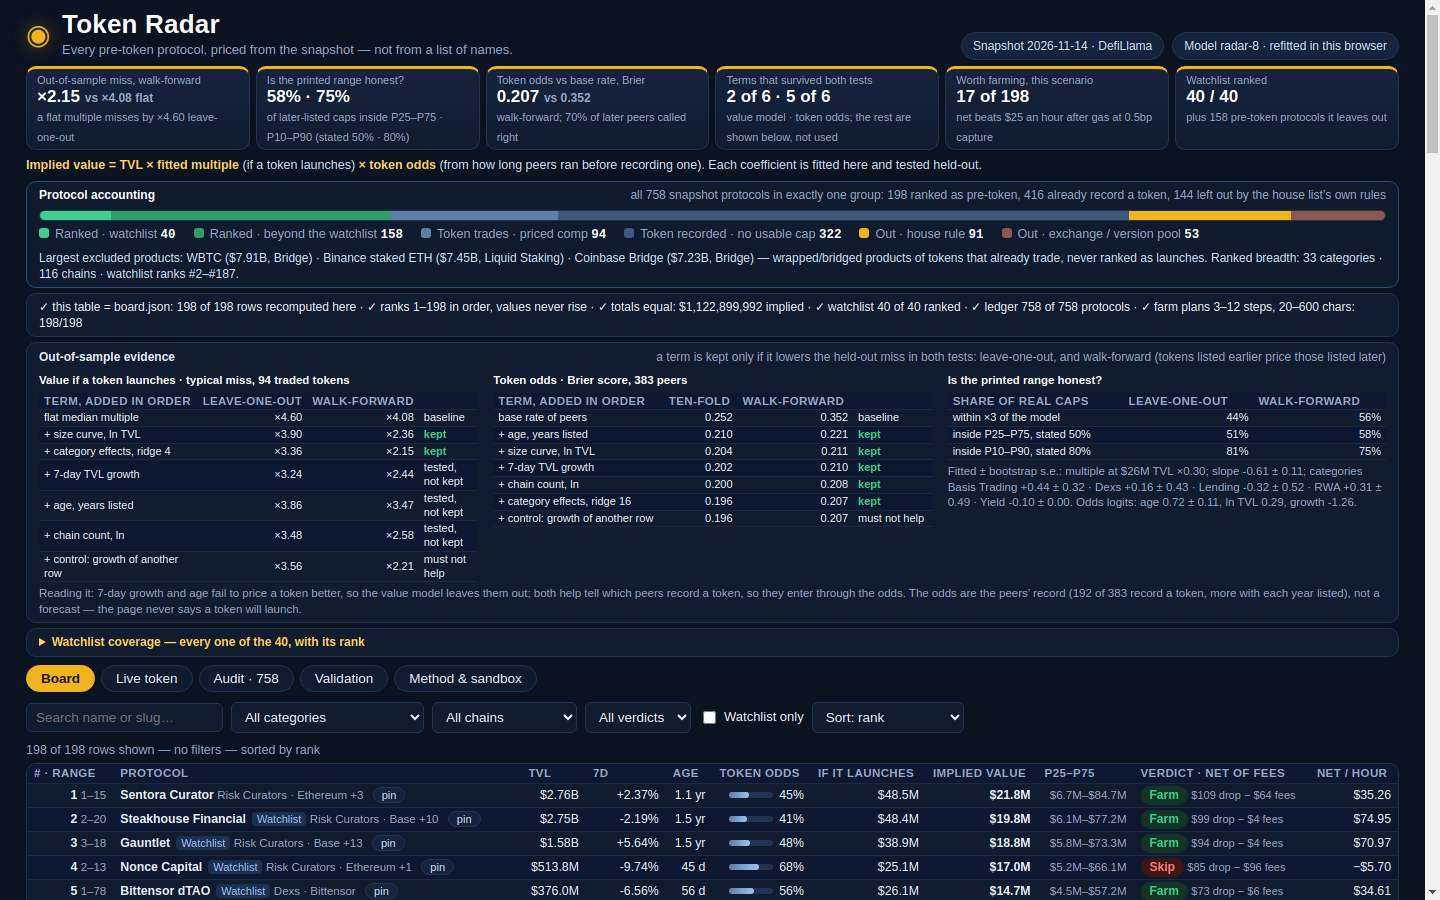 Token Radar
Every pre-token protocol, priced from the snapshot — not from a list of names.
Snapshot 2026-11-14 · DefiLlama
Model radar-8 · refitted in this browser
Out-of-sample miss, walk-forward
×2.15 vs ×4.08 flat
a flat multiple misses by ×4.60 leave-
one-out
Is the printed range honest?
58% · 75%
of later-listed caps inside P25–P75 ·
P10–P90 (stated 50% · 80%)
Token odds vs base rate, Brier
0.207 vs 0.352
walk-forward; 70% of later peers called
right
Terms that survived both tests
2 of 6 · 5 of 6
value model · token odds; the rest are
shown below, not used
Worth farming, this scenario
17 of 198
net beats $25 an hour after gas at 0.5bp
capture
Watchlist ranked
40 / 40
plus 158 pre-token protocols it leaves out
Implied value = TVL × fitted multiple (if a token launches) × token odds (from how long peers ran before recording one). Each coefficient is fitted here and tested held-out.
Protocol accounting
all 758 snapshot protocols in exactly one group: 198 ranked as pre-token, 416 already record a token, 144 left out by the house list's own rules
Ranked · watchlist 40
Ranked · beyond the watchlist 158
Token trades · priced comp 94
Token recorded · no usable cap 322
Out · house rule 91
Out · exchange / version pool 53
Largest excluded products: WBTC ($7.91B, Bridge) · Binance staked ETH ($7.45B, Liquid Staking) · Coinbase Bridge ($7.23B, Bridge) — wrapped/bridged products of tokens that already trade, never ranked as launches. Ranked breadth: 33 categories ·
116 chains · watchlist ranks #2–#187.
✓ this table = board.json: 198 of 198 rows recomputed here · ✓ ranks 1–198 in order, values never rise · ✓ totals equal: $1,122,899,992 implied · ✓ watchlist 40 of 40 ranked · ✓ ledger 758 of 758 protocols · ✓ farm plans 3–12 steps, 20–600 chars:
198/198
Out-of-sample evidence
a term is kept only if it lowers the held-out miss in both tests: leave-one-out, and walk-forward (tokens listed earlier price those listed later)
Value if a token launches · typical miss, 94 traded tokens
TERM, ADDED IN ORDER LEAVE-ONE-OUT WALK-FORWARD
flat median multiple ×4.60 ×4.08 baseline
+ size curve, ln TVL ×3.90 ×2.36 kept
+ category effects, ridge 4 ×3.36 ×2.15 kept
+ 7-day TVL growth ×3.24 ×2.44 tested, not kept
+ age, years listed ×3.86 ×3.47 tested, not kept
+ chain count, ln ×3.48 ×2.58 tested, not kept
+ control: growth of another row ×3.56 ×2.21 must not help
Token odds · Brier score, 383 peers
TERM, ADDED IN ORDER TEN-FOLD WALK-FORWARD
base rate of peers 0.252 0.352 baseline
+ age, years listed 0.210 0.221 kept
+ size curve, ln TVL 0.204 0.211 kept
+ 7-day TVL growth 0.202 0.210 kept
+ chain count, ln 0.200 0.208 kept
+ category effects, ridge 16 0.196 0.207 kept
+ control: growth of another row 0.196 0.207 must not help
Is the printed range honest?
SHARE OF REAL CAPS LEAVE-ONE-OUT WALK-FORWARD
within ×3 of the model 44% 56%
inside P25–P75, stated 50% 51% 58%
inside P10–P90, stated 80% 81% 75%
Fitted ± bootstrap s.e.: multiple at $26M TVL ×0.30; slope -0.61 ± 0.11; categories
Basis Trading +0.44 ± 0.32 · Dexs +0.16 ± 0.43 · Lending -0.32 ± 0.52 · RWA +0.31 ±
0.49 · Yield -0.10 ± 0.00. Odds logits: age 0.72 ± 0.11, ln TVL 0.29, growth -1.26.
Reading it: 7-day growth and age fail to price a token better, so the value model leaves them out; both help tell which peers record a token, so they enter through the odds. The odds are the peers' record (192 of 383 record a token, more with each year listed), not a
forecast — the page never says a token will launch.
▶ Watchlist coverage — every one of the 40, with its rank
Board
Live token
Audit · 758
Validation
Method & sandbox
Search name or slug…
All categories
All chains
All verdicts
Watchlist only
Sort: rank
198 of 198 rows shown — no filters — sorted by rank
# · RANGE PROTOCOL TVL 7D AGE TOKEN ODDS IF IT LAUNCHES IMPLIED VALUE P25–P75 VERDICT · NET OF FEES NET / HOUR
1 1–15 Sentora Curator Risk Curators · Ethereum +3 pin $2.76B +2.37% 1.1 yr 45% $48.5M $21.8M $6.7M–$84.7M Farm $109 drop − $64 fees $35.26
2 2–20 Steakhouse Financial Watchlist Risk Curators · Base +10 pin $2.75B -2.19% 1.5 yr 41% $48.4M $19.8M $6.1M–$77.2M Farm $99 drop − $4 fees $74.95
3 3–18 Gauntlet Watchlist Risk Curators · Base +13 pin $1.58B +5.64% 1.5 yr 48% $38.9M $18.8M $5.8M–$73.3M Farm $94 drop − $4 fees $70.97
4 2–13 Nonce Capital Watchlist Risk Curators · Ethereum +1 pin $513.8M -9.74% 45 d 68% $25.1M $17.0M $5.2M–$66.1M Skip $85 drop − $96 fees −$5.70
5 1–78 Bittensor dTAO Watchlist Dexs · Bittensor pin $376.0M -6.56% 56 d 56% $26.1M $14.7M $4.5M–$57.2M Farm $73 drop − $6 fees $34.61